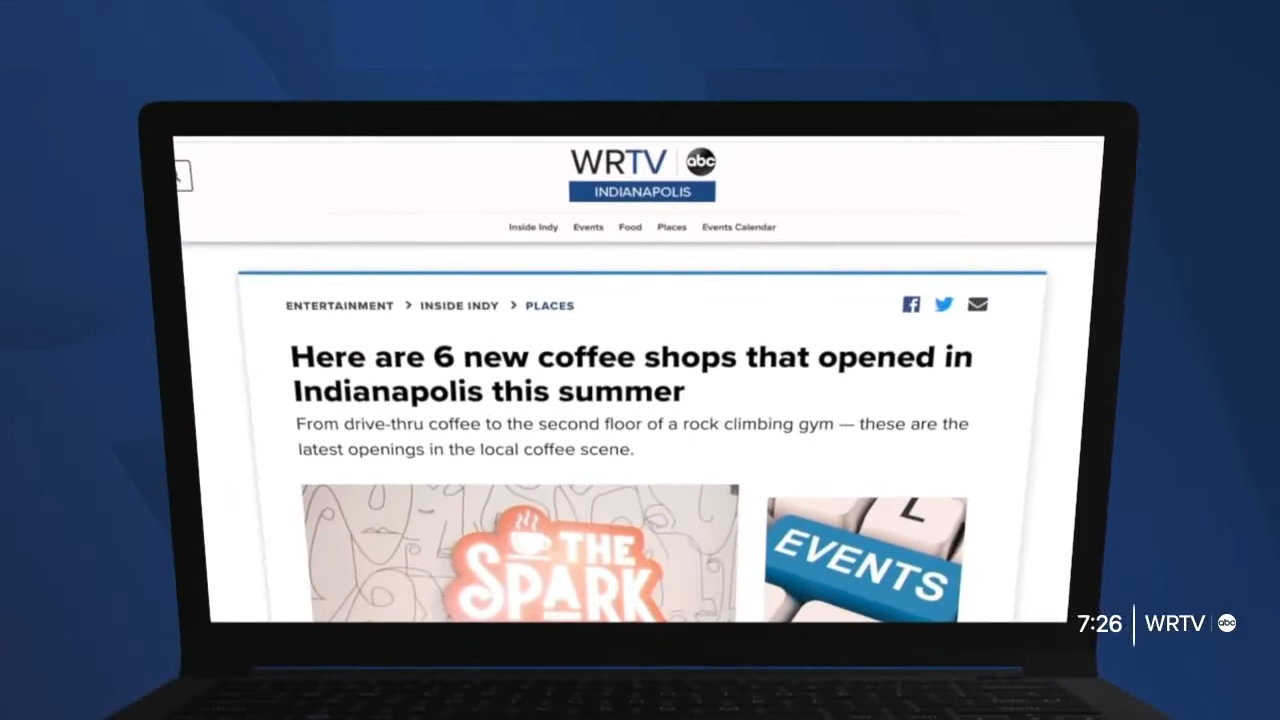 WRTV abc
INDIANAPOLIS
Inside Indy Events Food Places Events Calendar
ENTERTAINMENT > INSIDE INDY > PLACES
Here are 6 new coffee shops that opened in
Indianapolis this summer
From drive-thru coffee to the second floor of a rock climbing gym — these are the
latest openings in the local coffee scene.
THE
SPARK
L
EVENTS
7:26 | WRTV | abc